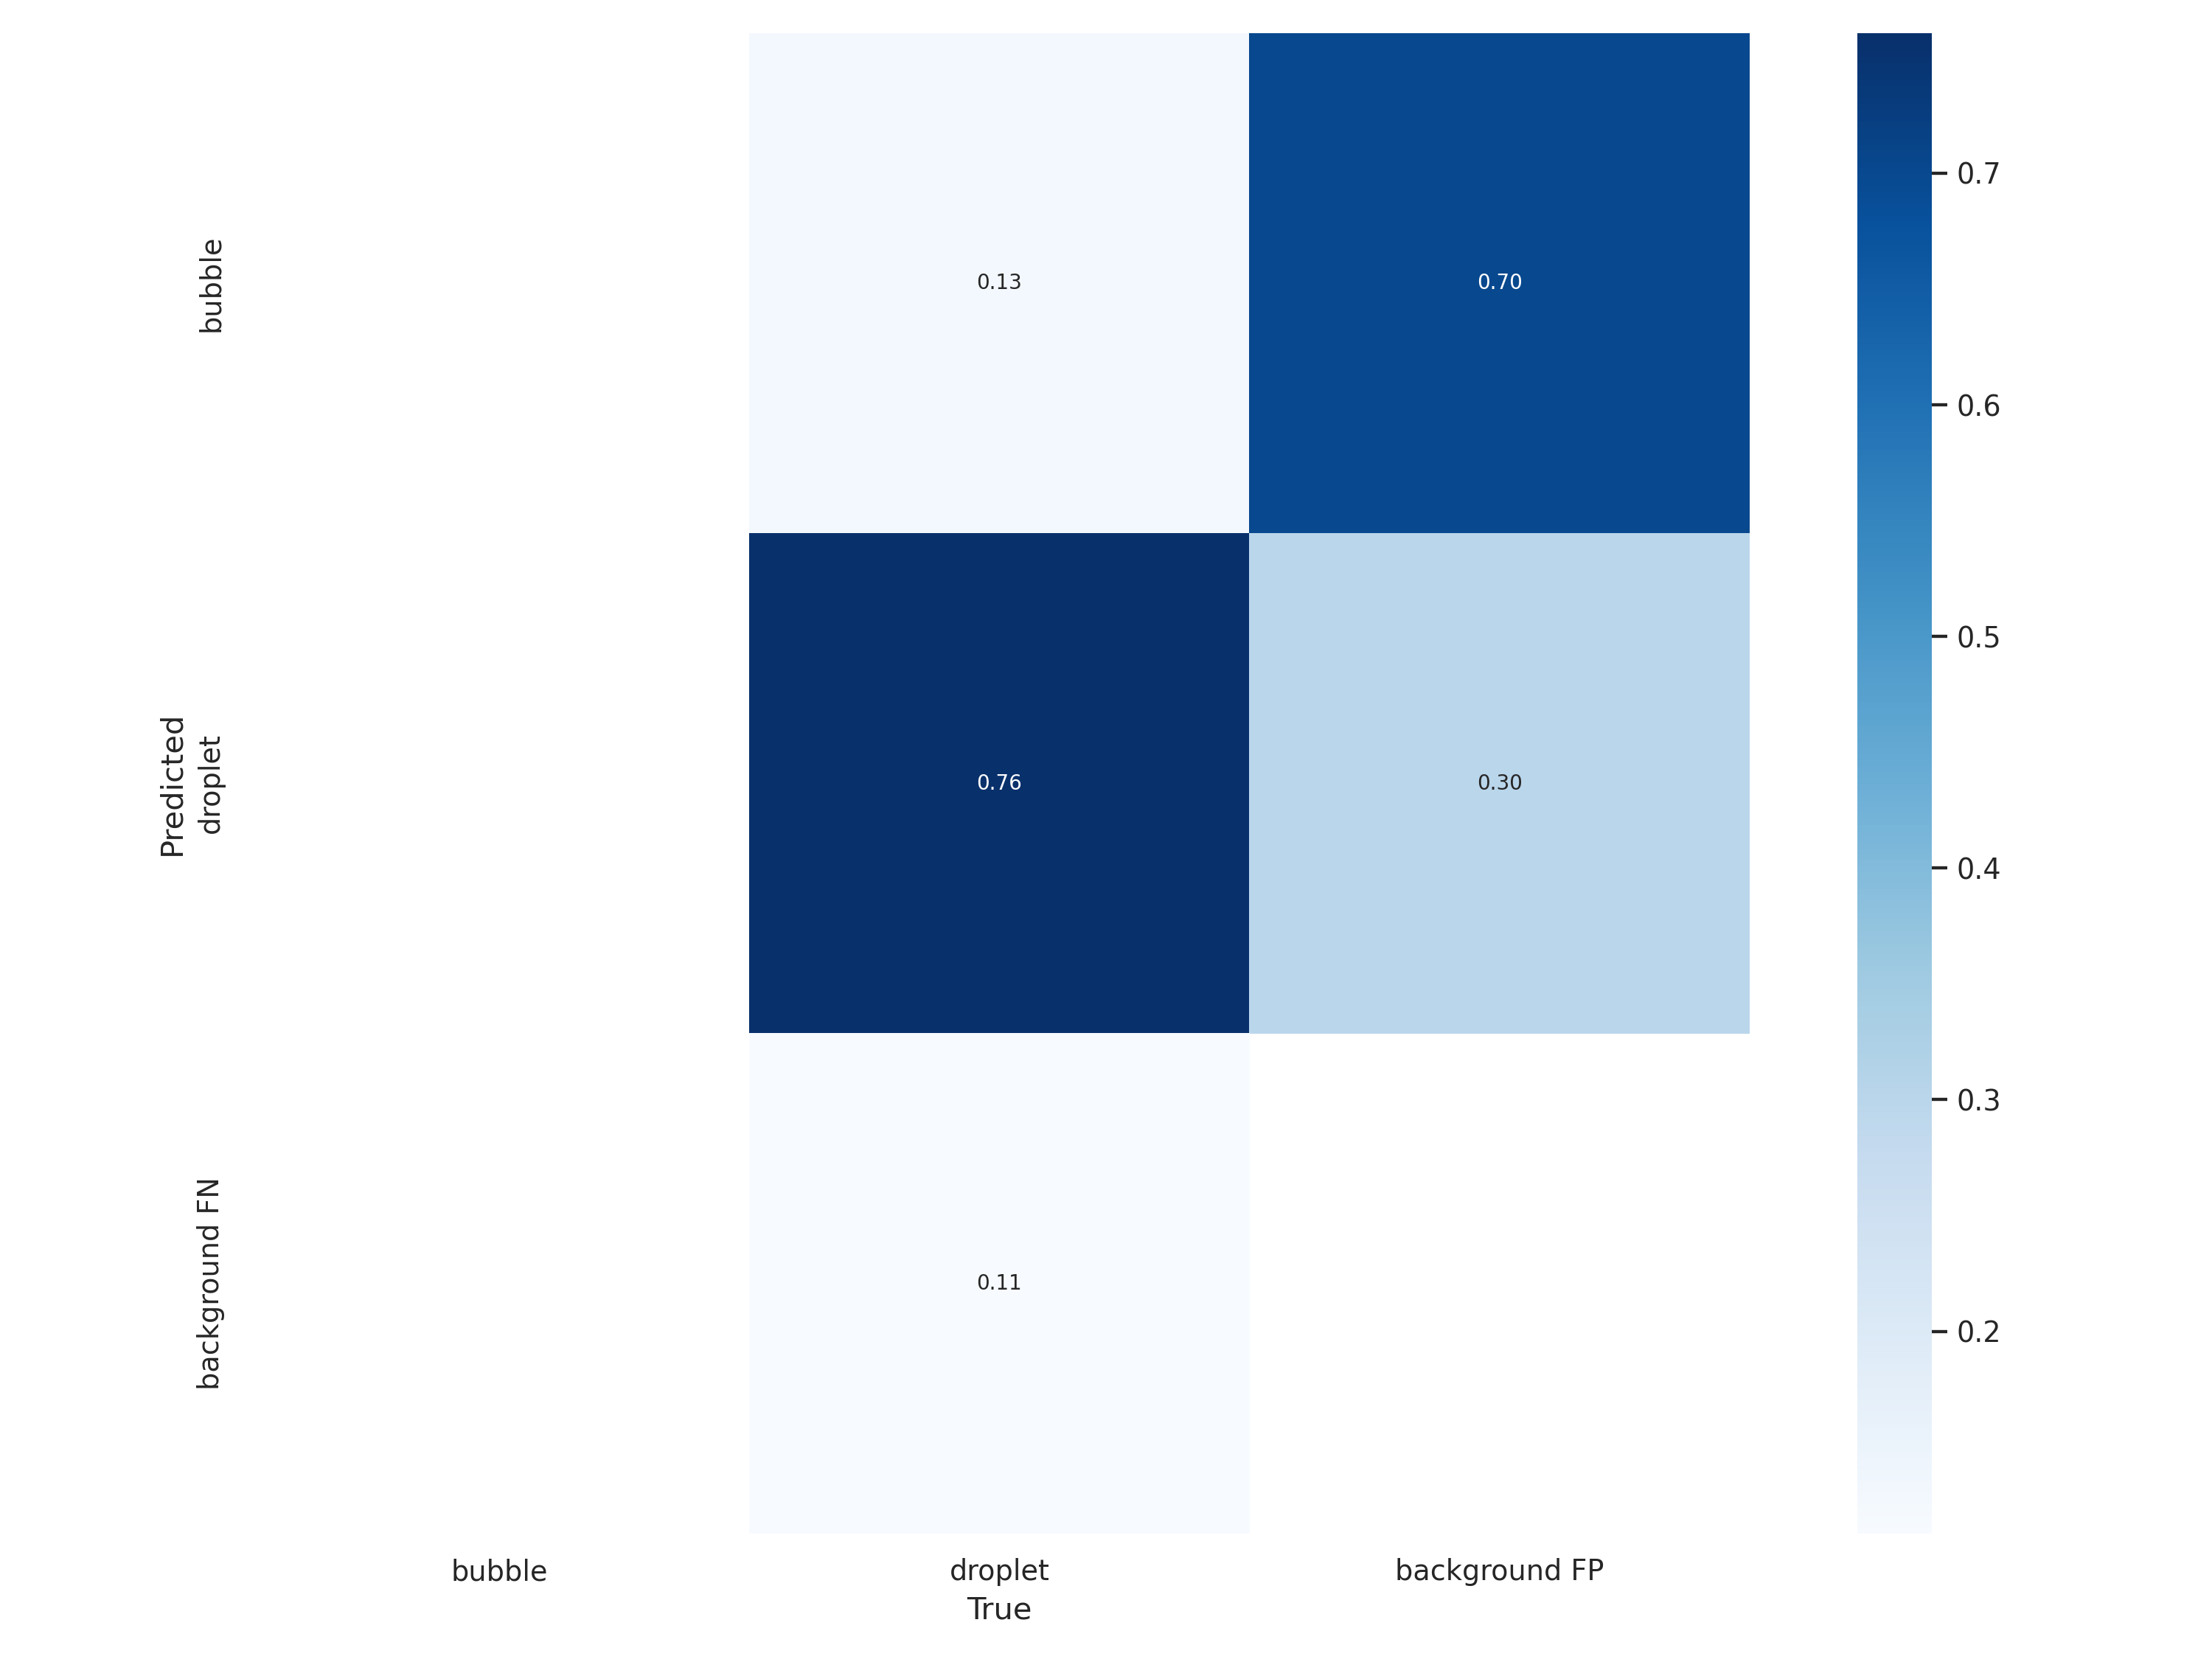 bubble
0.13
0.70
0.7
0.6
0.5
Predicted
droplet
0.76
0.30
0.4
0.3
background FN
0.11
0.2
bubble
droplet
background FP
True